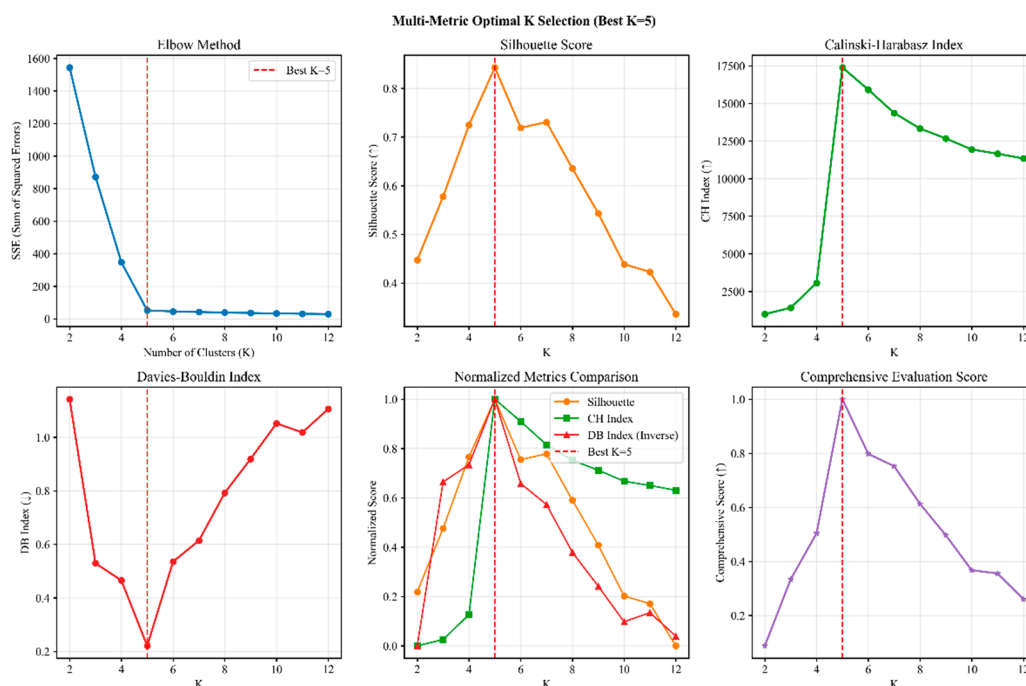 Multi-Metric Optimal K Selection (Best K=5)
Elbow Method
1600
1400
1200
1000
800
600
400
200
0
SSE (Sum of Squared Errors)
Best K=5
2 4 6 8 10 12
Number of Clusters (K)
Silhouette Score
0.8
0.7
0.6
0.5
0.4
Silhouette Score (↑)
2 4 6 8 10 12
K
Calinski-Harabasz Index
17500
15000
12500
10000
7500
5000
2500
CH Index (↑)
2 4 6 8 10 12
K
Davies-Bouldin Index
1.0
0.8
0.6
0.4
0.2
DB Index (↓)
2 4 6 8 10 12
K
Normalized Metrics Comparison
1.0
0.8
0.6
0.4
0.2
0.0
Normalized Score
Silhouette
CH Index
DB Index (Inverse)
Best K=5
2 4 6 8 10 12
K
Comprehensive Evaluation Score
1.0
0.8
0.6
0.4
0.2
Comprehensive Score (↑)
2 4 6 8 10 12
K